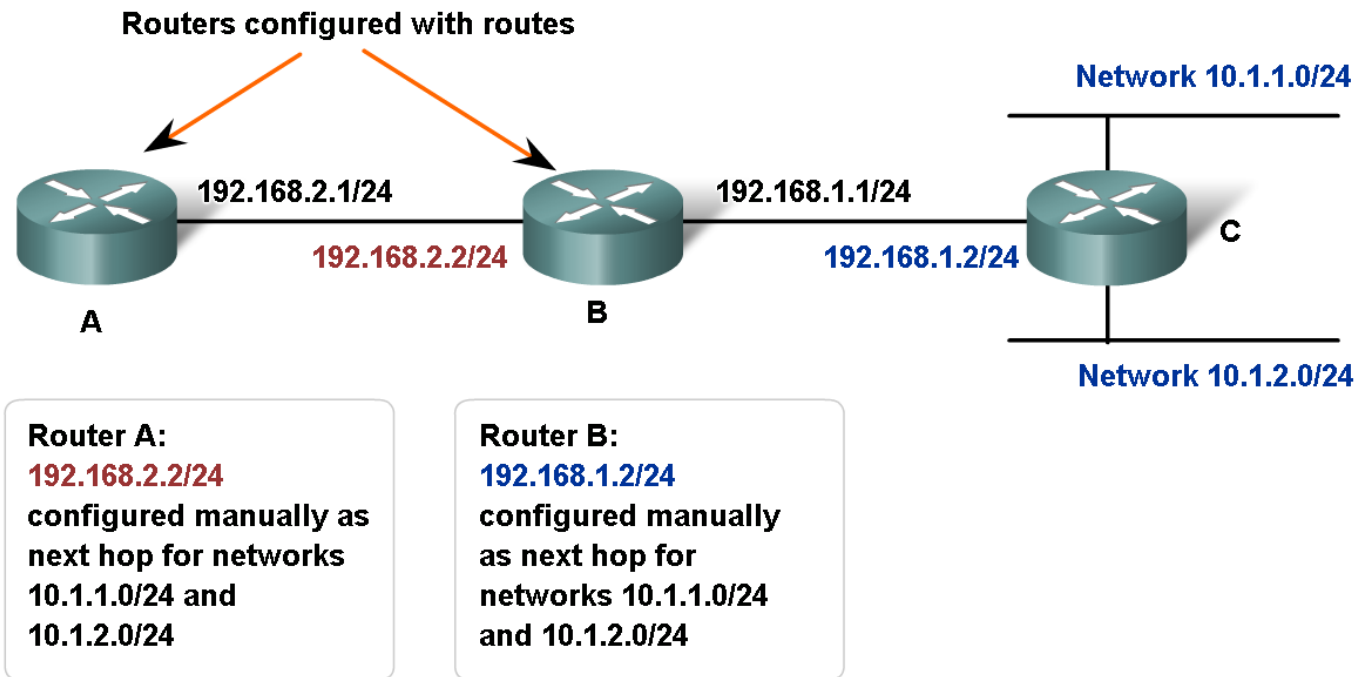 Routers configured with routes
Network 10.1.1.0/24
192.168.2.1/24
192.168.1.1/24
C
192.168.2.2/24
192.168.1.2/24
A
B
Network 10.1.2.0/24
Router A:
192.168.2.2/24
configured manually as
next hop for networks
10.1.1.0/24 and
10.1.2.0/24
Router B:
192.168.1.2/24
configured manually
as next hop for
networks 10.1.1.0/24
and 10.1.2.0/24